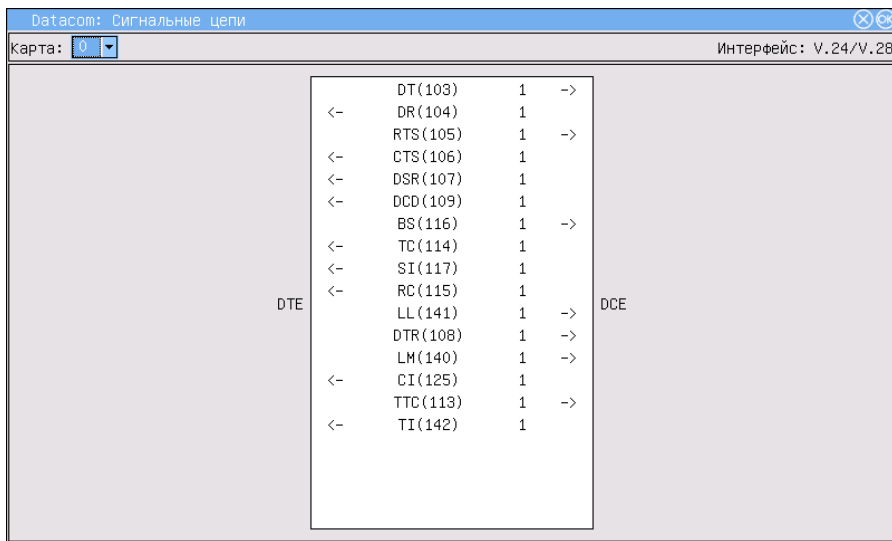 Datacom: Сигнальные цепи OK
Карта: 0 Интерфейс: V.24/V.28
DT(103) 1 ->
<- DR(104) 1
RTS(105) 1 ->
<- CTS(106) 1
<- DSR(107) 1
<- DCD(109) 1
BS(116) 1 ->
<- TC(114) 1
<- SI(117) 1
<- RC(115) 1
DTE DCE
LL(141) 1 ->
DTR(108) 1 ->
LM(140) 1 ->
<- CI(125) 1
TTC(113) 1 ->
<- TI(142) 1